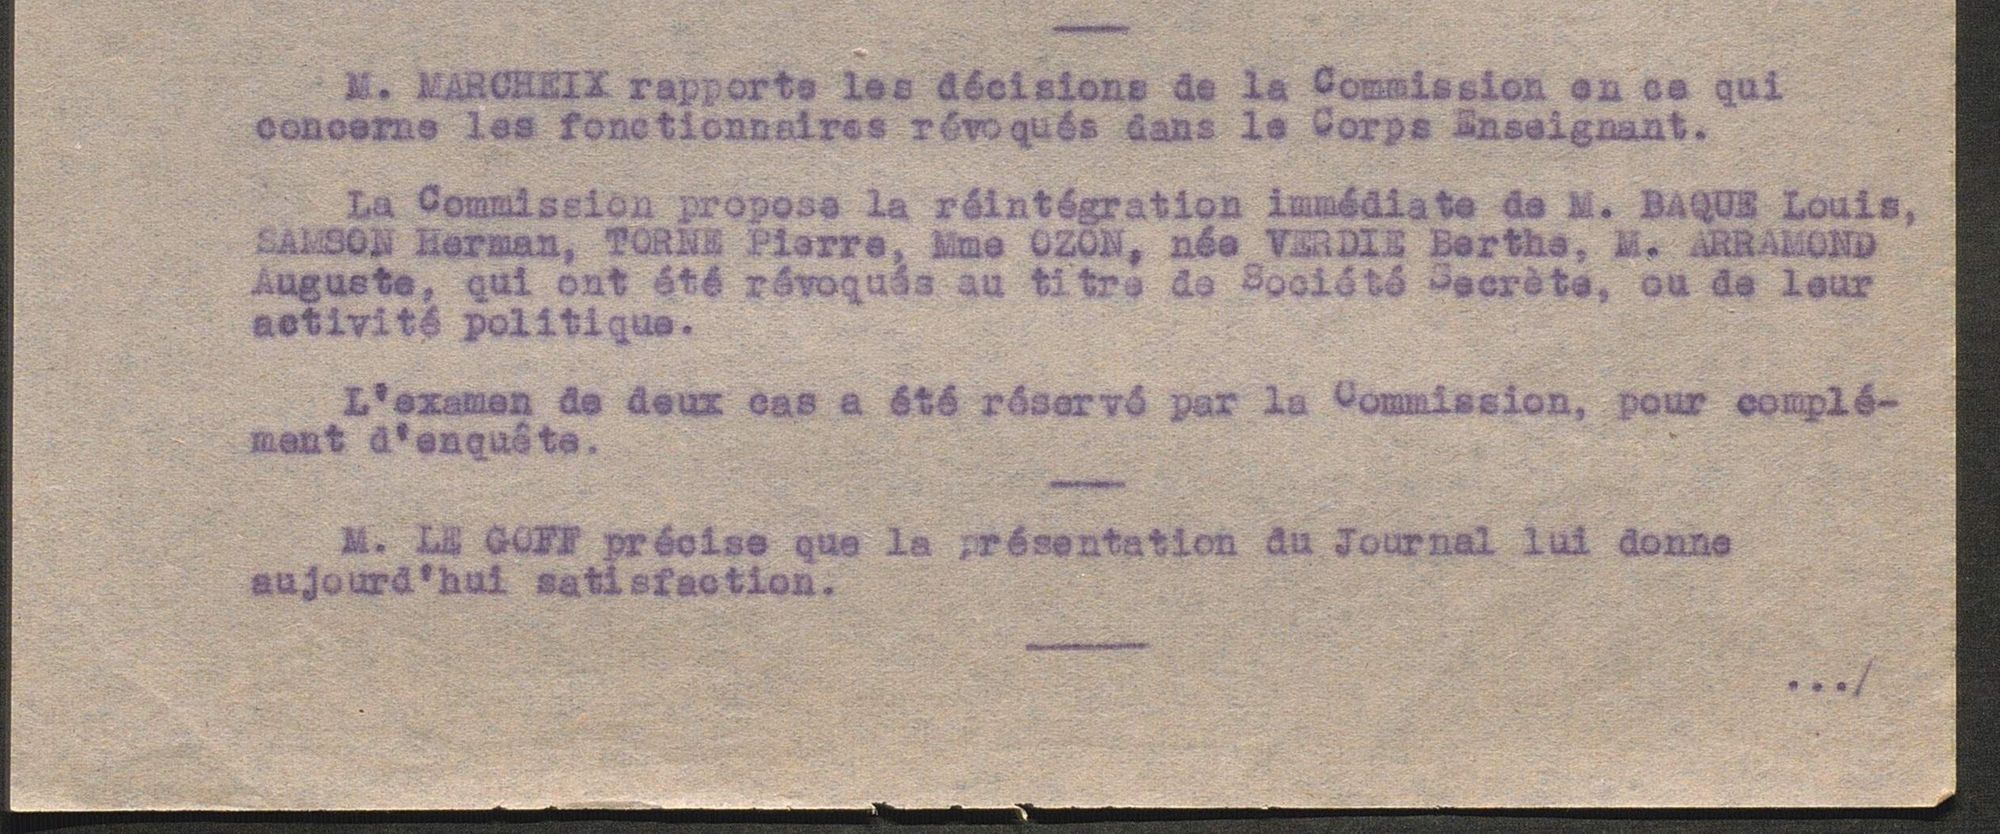 M. MARCHEIX rapporte les décisions de la Commission en ce qui
concerne les fonctionnaires révoqués dans le Corps Enseignant.
La Commission propose la réintégration immédiate de M. BAQUE Louis,
SAMSON Herman, TORNE Pierre, Mme OZON, née VERDIE Berthe, M. ARRAMOND
Auguste, qui ont été révoqués au titre de Société Secrète, ou de leur
activité politique.
L'examen de deux cas a été réservé par la Commission, pour complé-
ment d'enquête.
M. LE GOFF précise que la présentation du Journal lui donne
aujourd'hui satisfaction.
.../